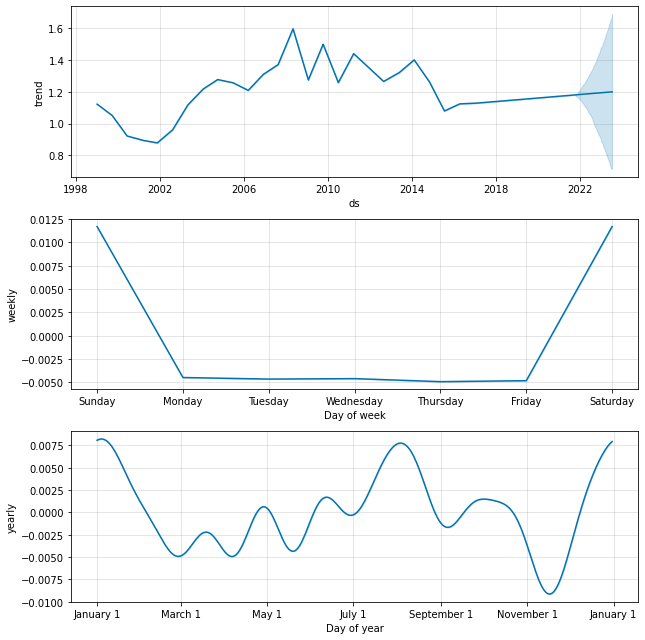 1.6
1.4
1.2
1.0
0.8
trend
1998 2002 2006 2010 2014 2018 2022
ds
0.0125
0.0100
0.0075
0.0050
0.0025
0.0000
−0.0025
−0.0050
weekly
Sunday Monday Tuesday Wednesday Thursday Friday Saturday
Day of week
0.0075
0.0050
0.0025
0.0000
−0.0025
−0.0050
−0.0075
−0.0100
yearly
January 1 March 1 May 1 July 1 September 1 November 1 January 1
Day of year